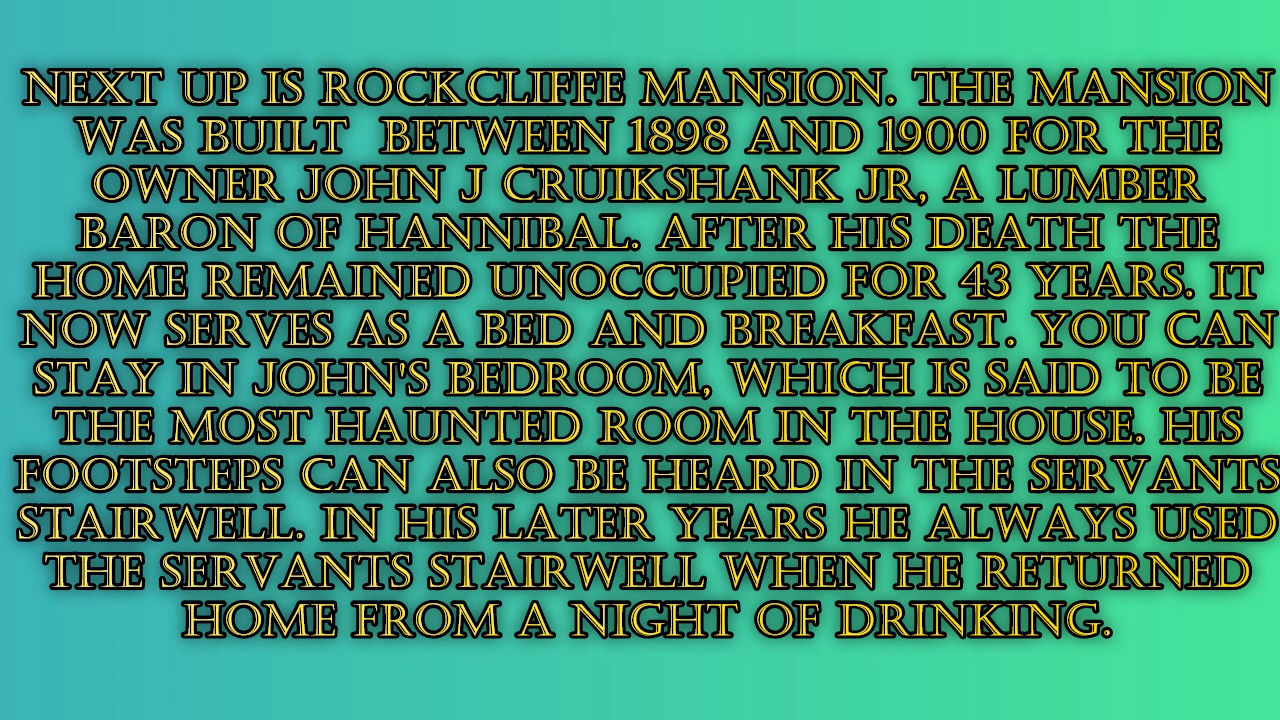 NEXT UP IS ROCKCLIFFE MANSION. THE MANSION
WAS BUILT BETWEEN 1898 AND 1900 FOR THE
OWNER JOHN J CRUIKSHANK JR, A LUMBER
BARON OF HANNIBAL. AFTER HIS DEATH THE
HOME REMAINED UNOCCUPIED FOR 43 YEARS. IT
NOW SERVES AS A BED AND BREAKFAST. YOU CAN
STAY IN JOHN'S BEDROOM, WHICH IS SAID TO BE
THE MOST HAUNTED ROOM IN THE HOUSE. HIS
FOOTSTEPS CAN ALSO BE HEARD IN THE SERVANTS
STAIRWELL. IN HIS LATER YEARS HE ALWAYS USED
THE SERVANTS STAIRWELL WHEN HE RETURNED
HOME FROM A NIGHT OF DRINKING.